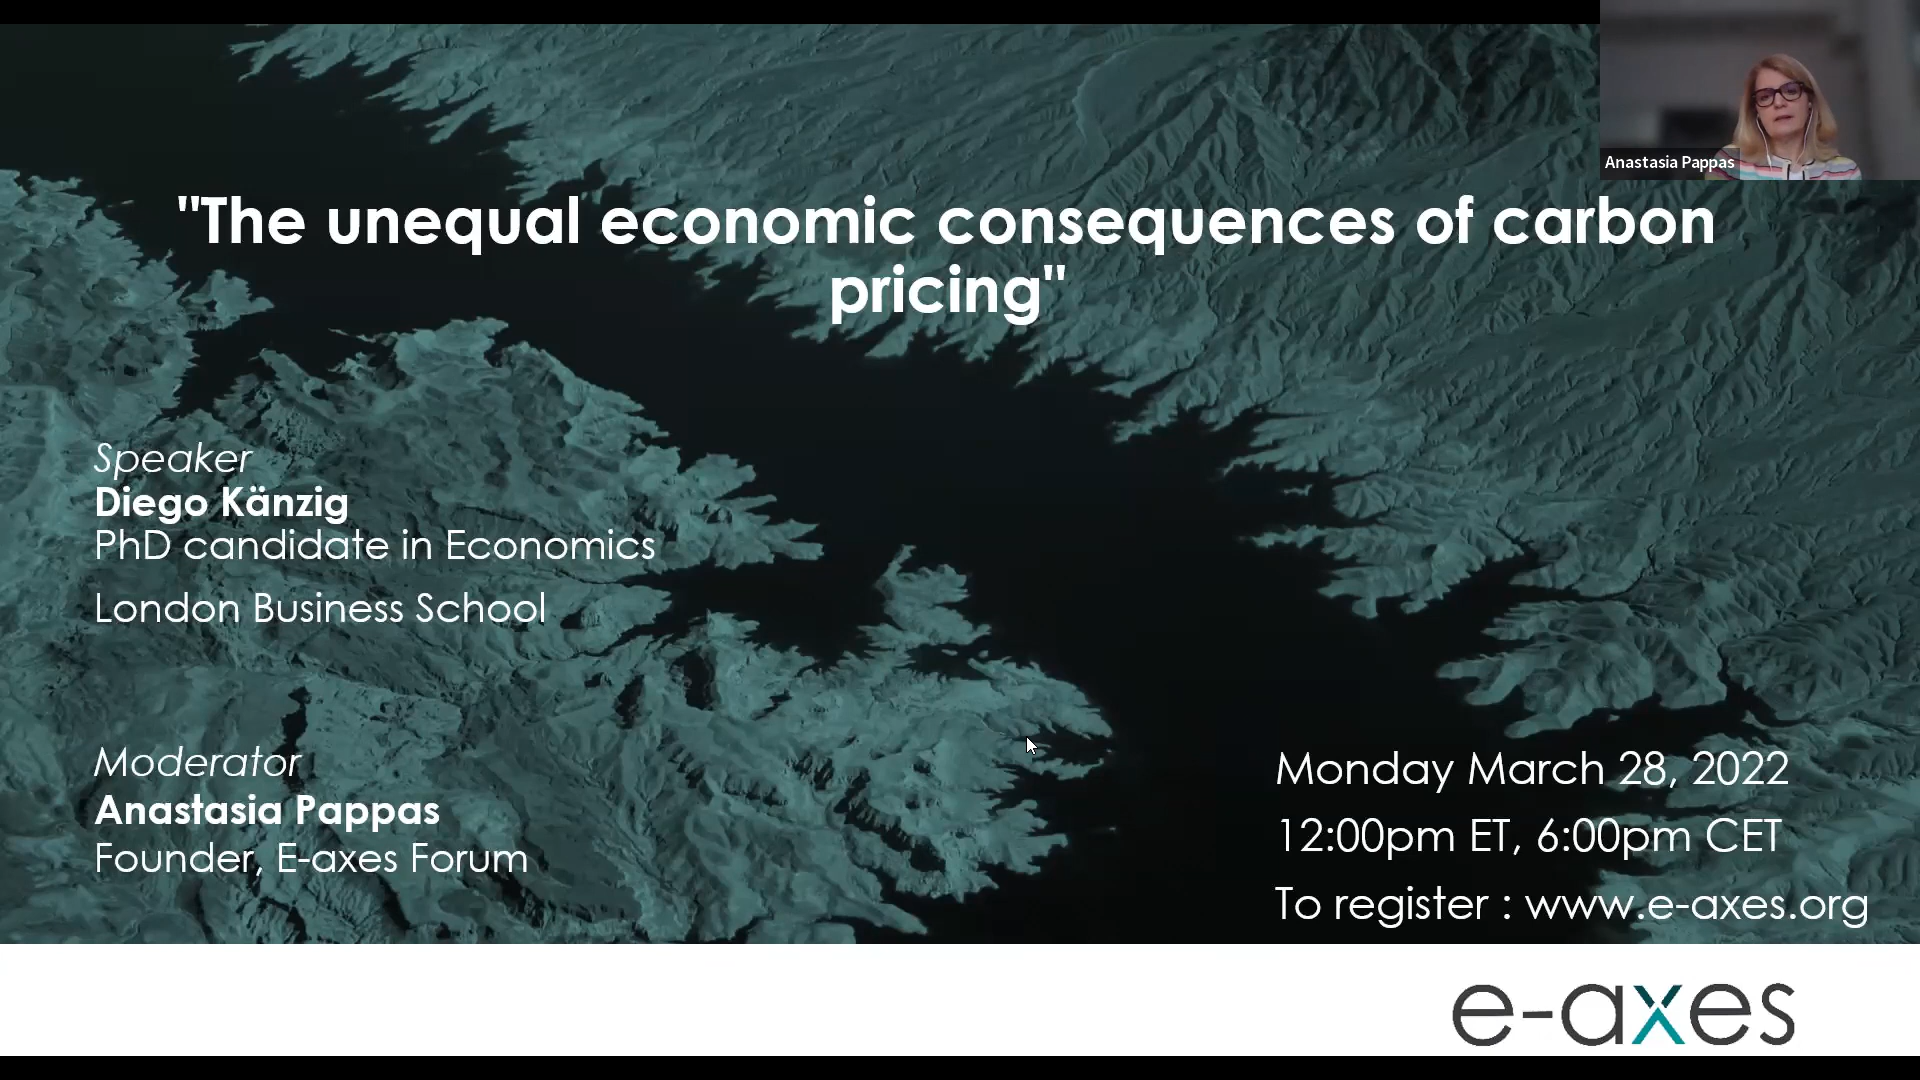 Anastasia Pappas
"The unequal economic consequences of carbon
pricing"
Speaker
Diego Känzig
PhD candidate in Economics
London Business School
Moderator
Anastasia Pappas
Founder, E-axes Forum
Monday March 28, 2022
12:00pm ET, 6:00pm CET
To register : www.e-axes.org
e-axes